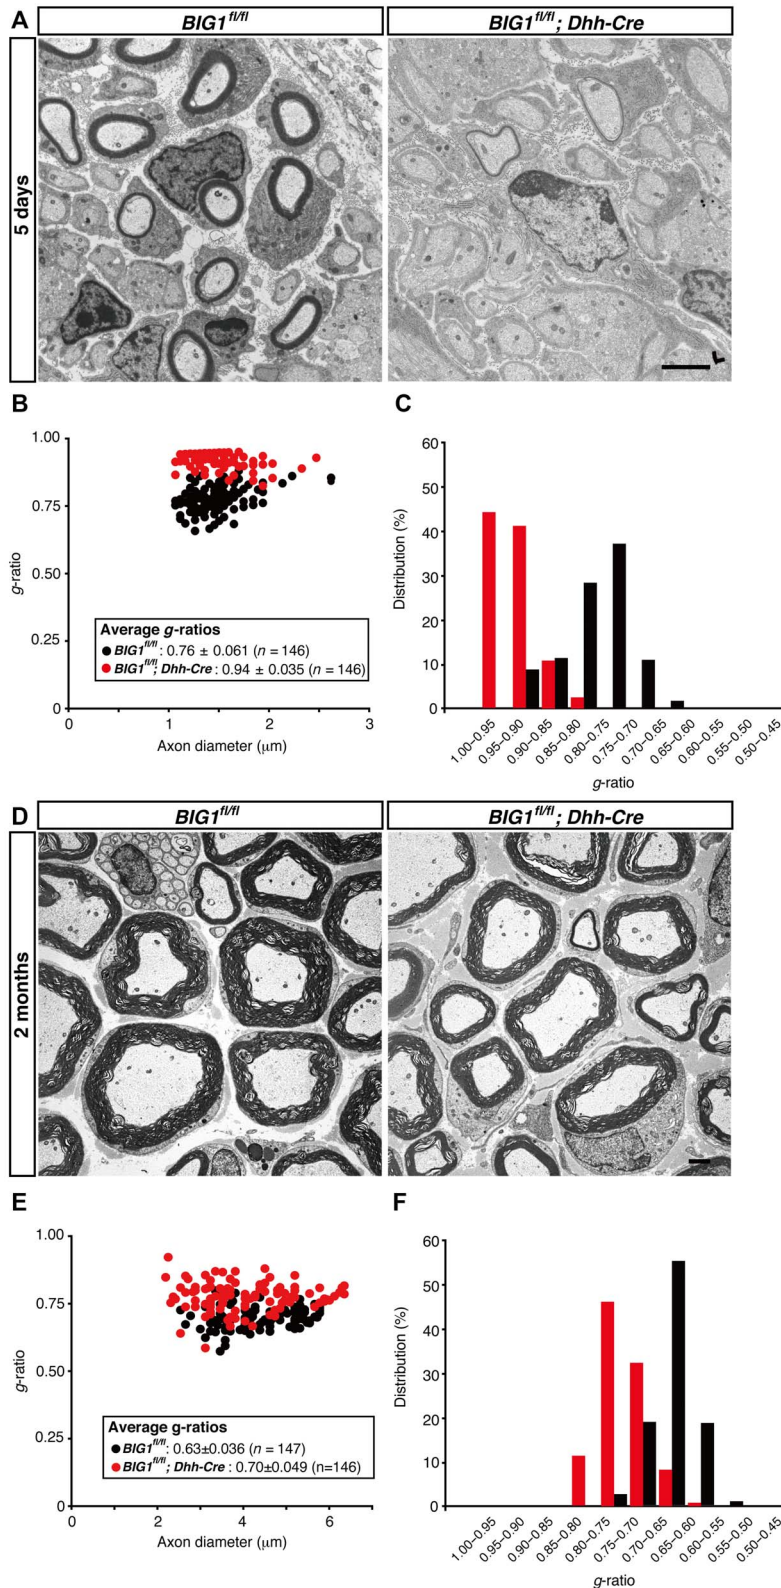 A
BIG1fl/fl
BIG1fl/fl; Dhh-Cre
5 days
B
C
1.00
0.75
0.50
0.25
0
g-ratio
Average g-ratios
BIG1fl/fl: 0.76 ± 0.061 (n = 146)
BIG1fl/fl; Dhh-Cre : 0.94 ± 0.035 (n = 146)
0 1 2 3
Axon diameter (μm)
60
50
40
30
20
10
0
Distribution (%)
1.00–0.95
0.95–0.90
0.90–0.85
0.85–0.80
0.80–0.75
0.75–0.70
0.70–0.65
0.65–0.60
0.60–0.55
0.55–0.50
0.50–0.45
g-ratio
D
BIG1fl/fl
BIG1fl/fl; Dhh-Cre
2 months
E
F
1.00
0.75
0.50
0.25
0
g-ratio
Average g-ratios
BIG1fl/fl: 0.63±0.036 (n = 147)
BIG1fl/fl; Dhh-Cre : 0.70±0.049 (n=146)
0 2 4 6
Axon diameter (μm)
60
50
40
30
20
10
0
Distribution (%)
1.00–0.95
0.95–0.90
0.90–0.85
0.85–0.80
0.80–0.75
0.75–0.70
0.70–0.65
0.65–0.60
0.60–0.55
0.55–0.50
0.50–0.45
g-ratio